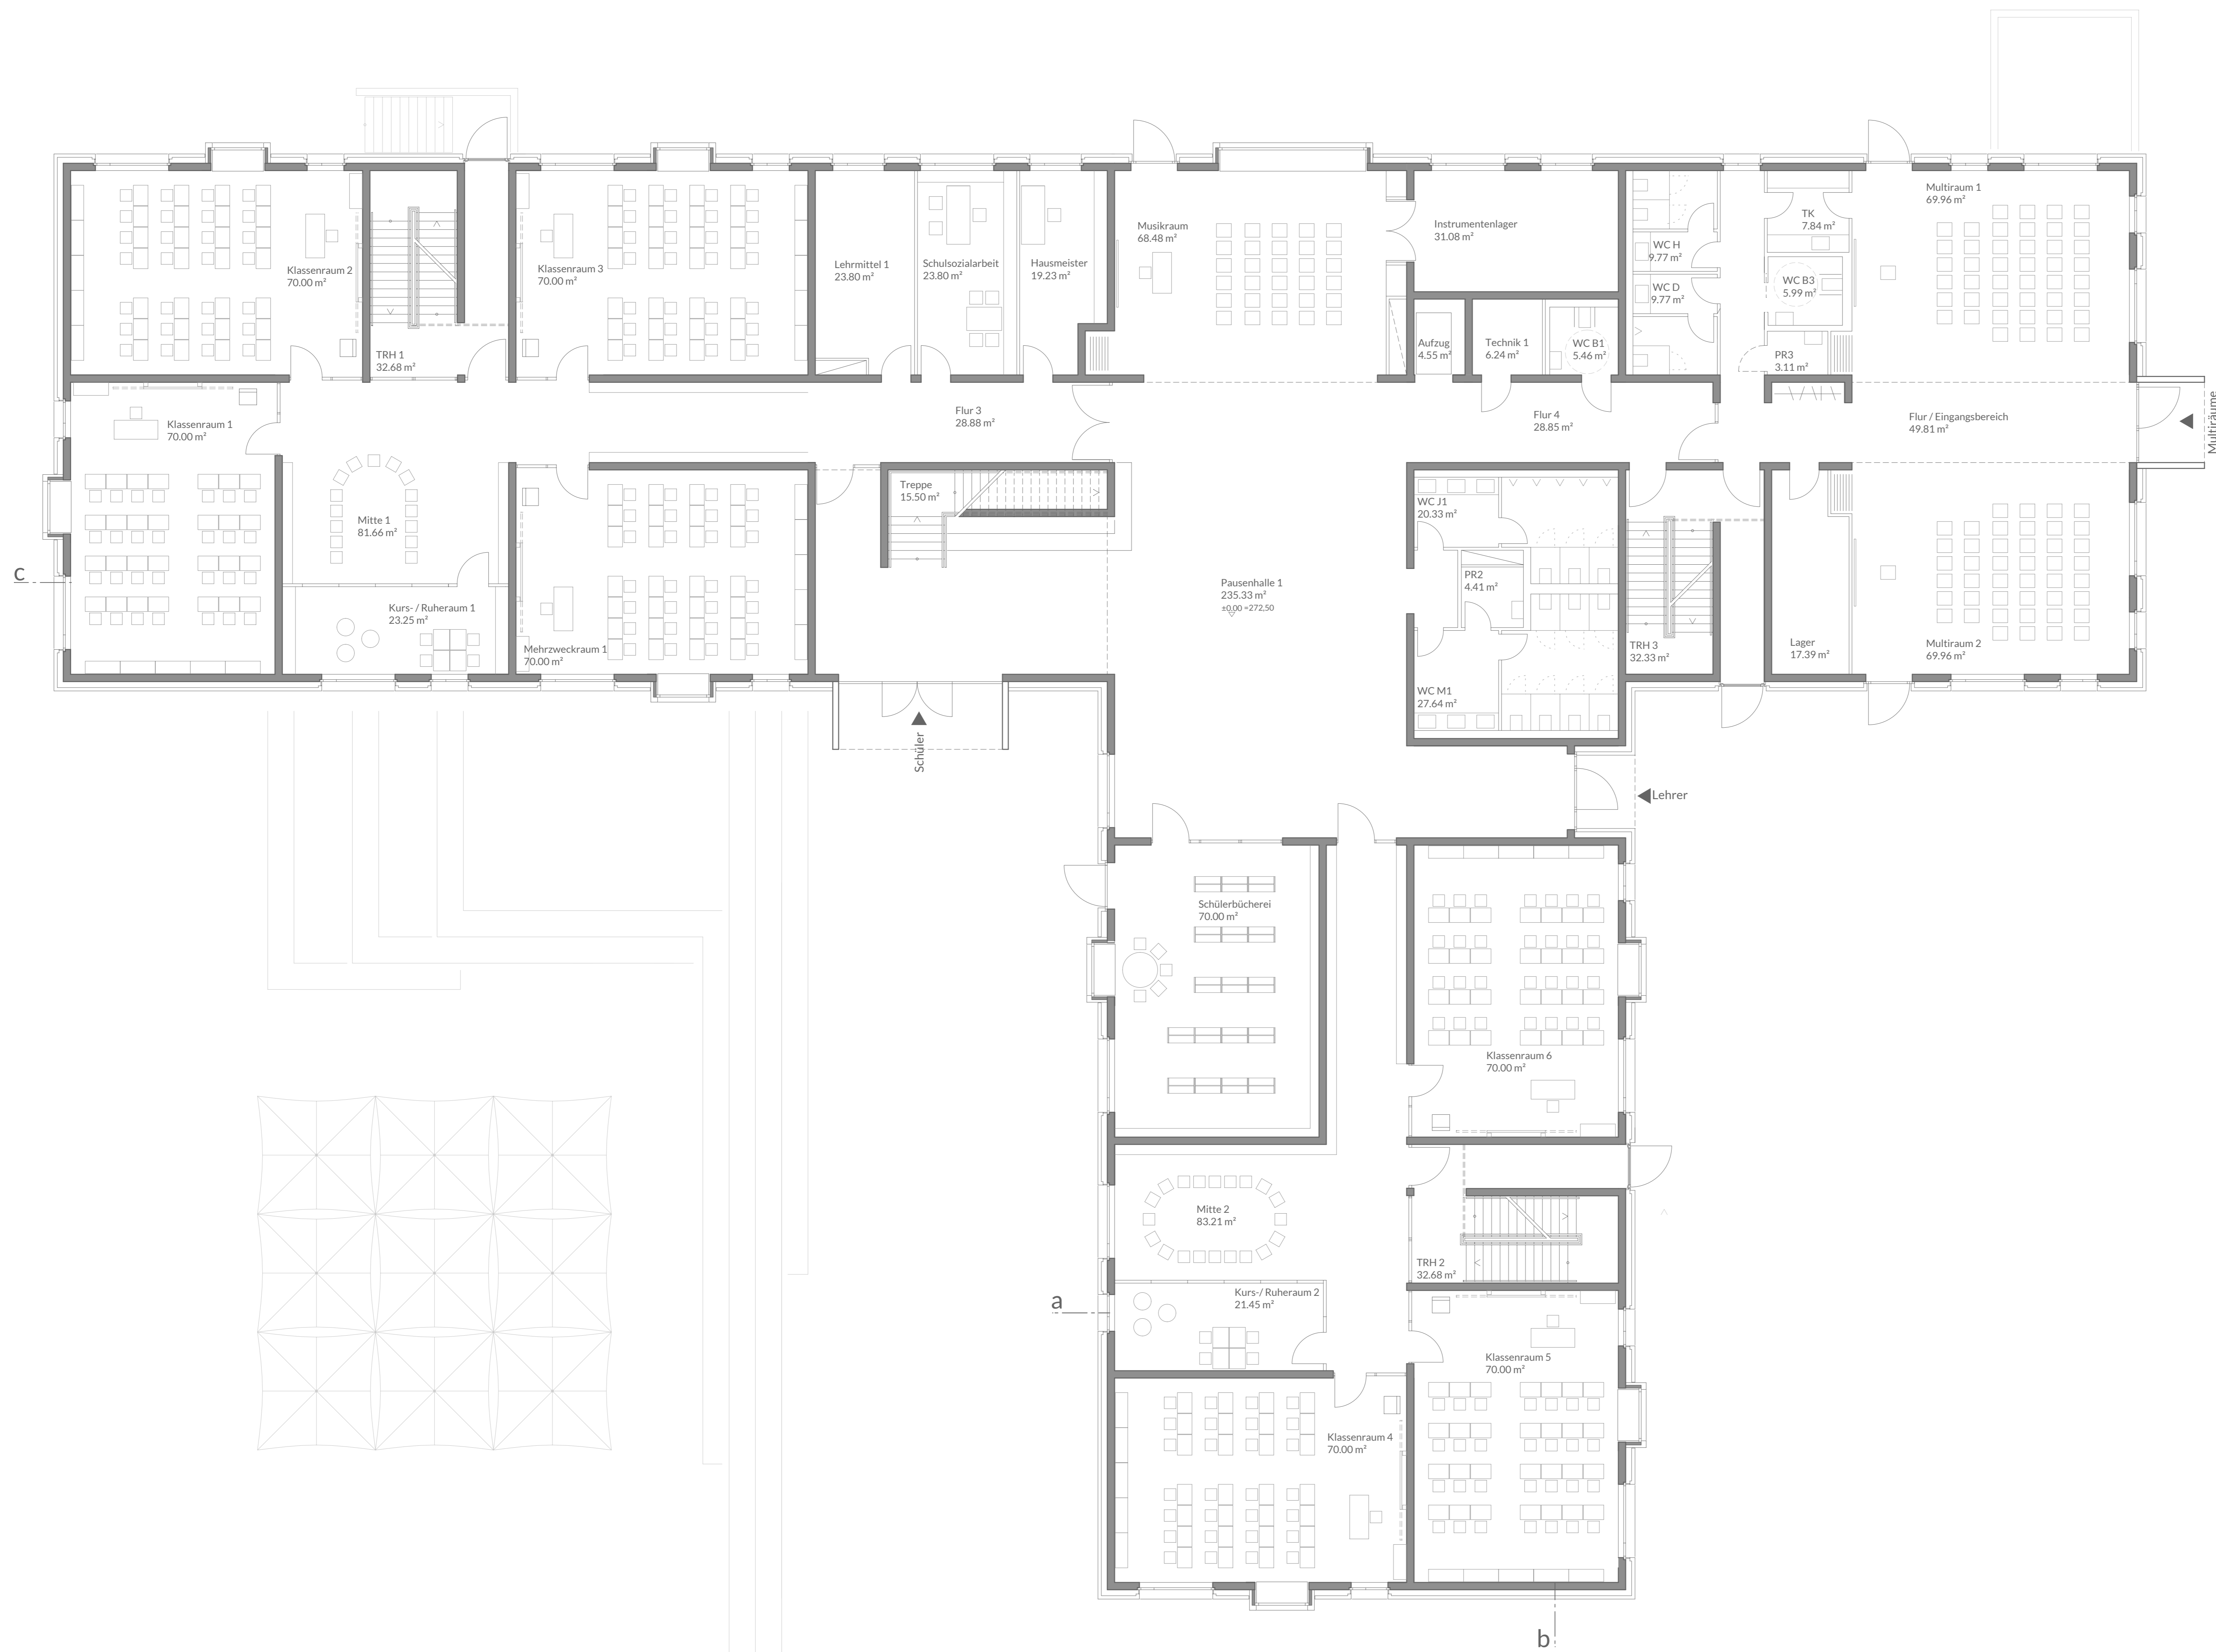 Multiraum 1
69.96 m²
TK
7.84 m²
Musikraum
68.48 m²
Instrumentenlager
31.08 m²
WC H
9.77 m²
Klassenraum 2
70.00 m²
Klassenraum 3
70.00 m²
Lehrmittel 1
23.80 m²
Schulsozialarbeit
23.80 m²
Hausmeister
19.23 m²
WC D
9.77 m²
WC B3
5.99 m²
Aufzug
4.55 m²
Technik 1
6.24 m²
WC B1
5.46 m²
TRH 1
32.68 m²
PR3
3.11 m²
Klassenraum 1
70.00 m²
Flur 3
28.88 m²
Flur 4
28.85 m²
Flur / Eingangsbereich
49.81 m²
Multiräume
Treppe
15.50 m²
WC J1
20.33 m²
Mitte 1
81.66 m²
c
Pausenhalle 1
235.33 m²
±0.00 =272,50
PR2
4.41 m²
Kurs- / Ruheraum 1
23.25 m²
Mehrzweckraum 1
70.00 m²
TRH 3
32.33 m²
Lager
17.39 m²
Multiraum 2
69.96 m²
WC M1
27.64 m²
Schüler
Lehrer
Schülerbücherei
70.00 m²
Klassenraum 6
70.00 m²
Mitte 2
83.21 m²
TRH 2
32.68 m²
a
Kurs-/ Ruheraum 2
21.45 m²
Klassenraum 5
70.00 m²
Klassenraum 4
70.00 m²
b